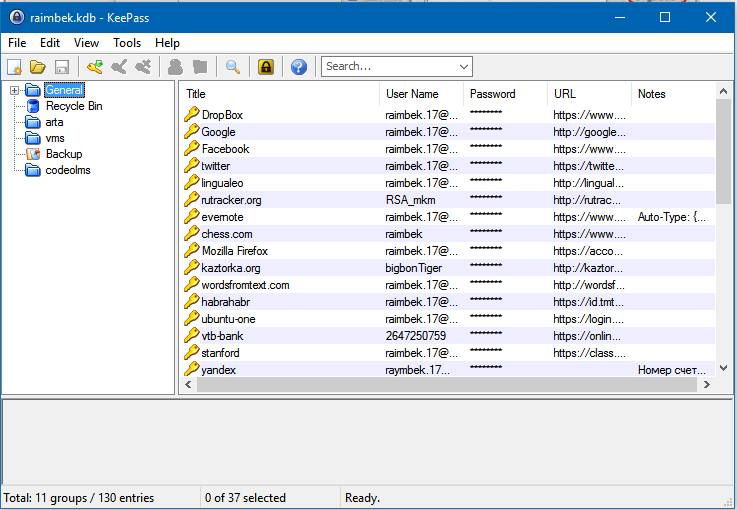 raimbek.kdb - KeePass
File Edit View Tools Help
Search...
General
Recycle Bin
arta
vms
Backup
codeolms
Title User Name Password URL Notes
DropBox raimbek.17@... ******** https://www....
Google raimbek.17@... ******** http://google...
Facebook raimbek.17@... ******** https://www....
twitter raimbek.17@... ******** https://twitte...
lingualeo raimbek.17@... ******** http://lingual...
rutracker.org RSA_mkm ******** http://rutrac...
evernote raimbek.17@... ******** https://www.... Auto-Type: {...
chess.com raimbek ******** https://www....
Mozilla Firefox raimbek.17@... ******** https://acco...
kaztorka.org bigbonTiger ******** http://kaztor...
wordsfromtext.com raimbek.17@... ******** http://wordsf...
habrahabr raimbek.17@... ******** https://id.tmt...
ubuntu-one raimbek.17@... ******** https://login....
vtb-bank 2647250759 ******** https://onlin...
stanford raimbek.17@... ******** https://class....
yandex raymbek.17... ******** Номер счет...
Total: 11 groups / 130 entries 0 of 37 selected Ready.